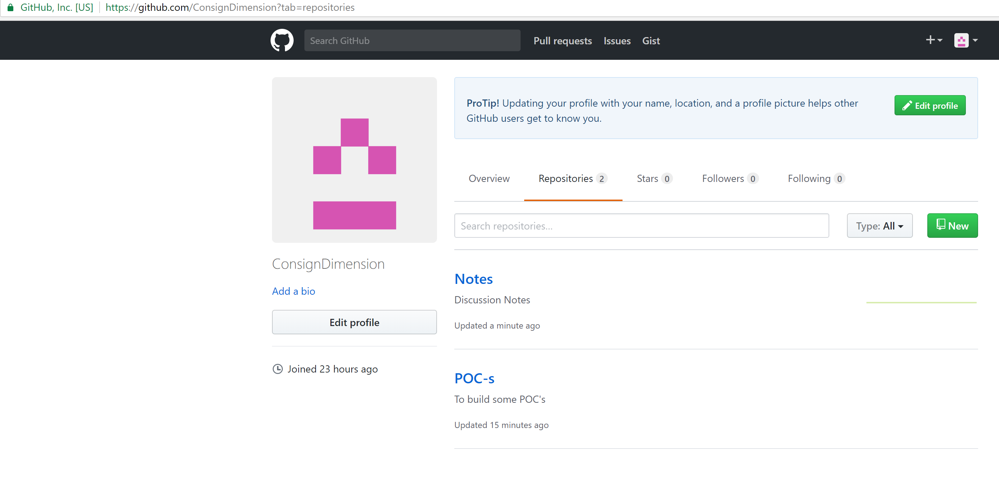 GitHub, Inc. [US] https://github.com/ConsignDimension?tab=repositories
Search GitHub Pull requests Issues Gist
ProTip! Updating your profile with your name, location, and a profile picture helps other
GitHub users get to know you.
Edit profile
Overview Repositories 2 Stars 0 Followers 0 Following 0
Search repositories... Type: All New
ConsignDimension
Add a bio
Edit profile
Joined 23 hours ago
Notes
Discussion Notes
Updated a minute ago
POC-s
To build some POC's
Updated 15 minutes ago